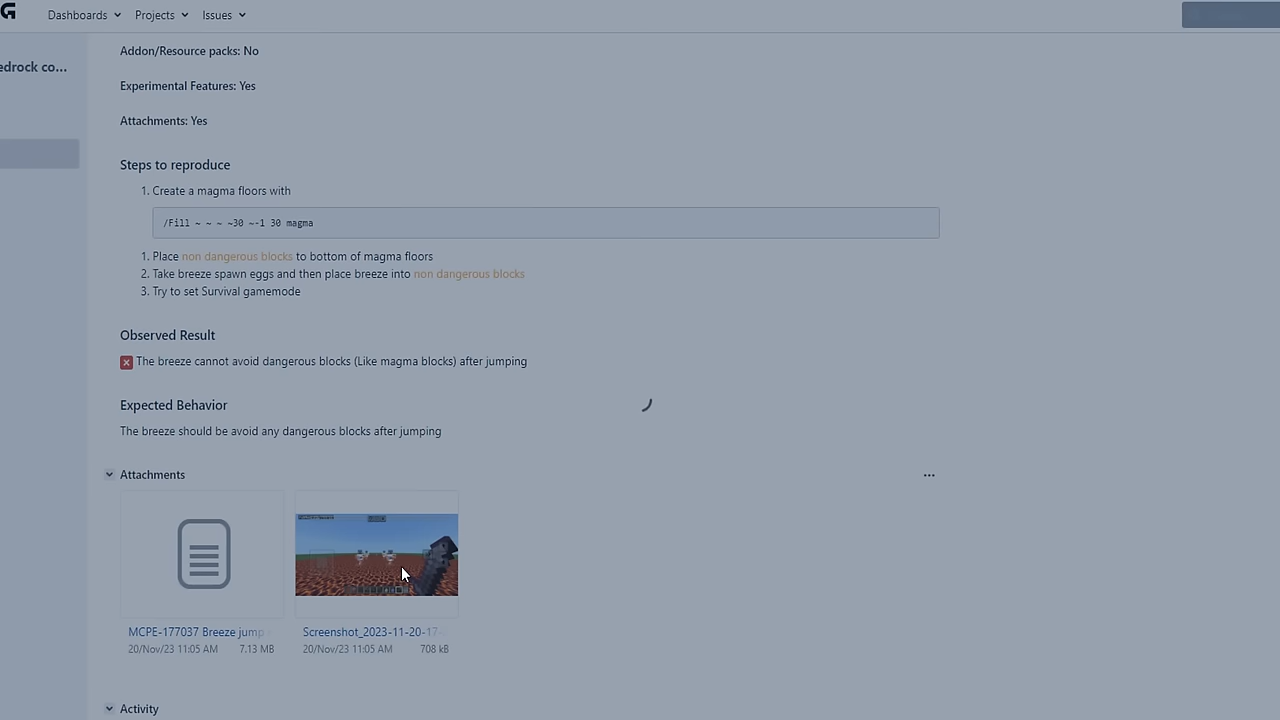 Dashboards Projects Issues
edrock co...
Addon/Resource packs: No
Experimental Features: Yes
Attachments: Yes
Steps to reproduce
1. Create a magma floors with
/Fill ~ ~ ~ ~30 ~-1 30 magma
1. Place non dangerous blocks to bottom of magma floors
2. Take breeze spawn eggs and then place breeze into non dangerous blocks
3. Try to set Survival gamemode
Observed Result
The breeze cannot avoid dangerous blocks (Like magma blocks) after jumping
Expected Behavior
The breeze should be avoid any dangerous blocks after jumping
Attachments
MCPE-177037 Breeze jump
20/Nov/23 11:05 AM 7.13 MB
Screenshot_2023-11-20-17-
20/Nov/23 11:05 AM 708 kB
Activity